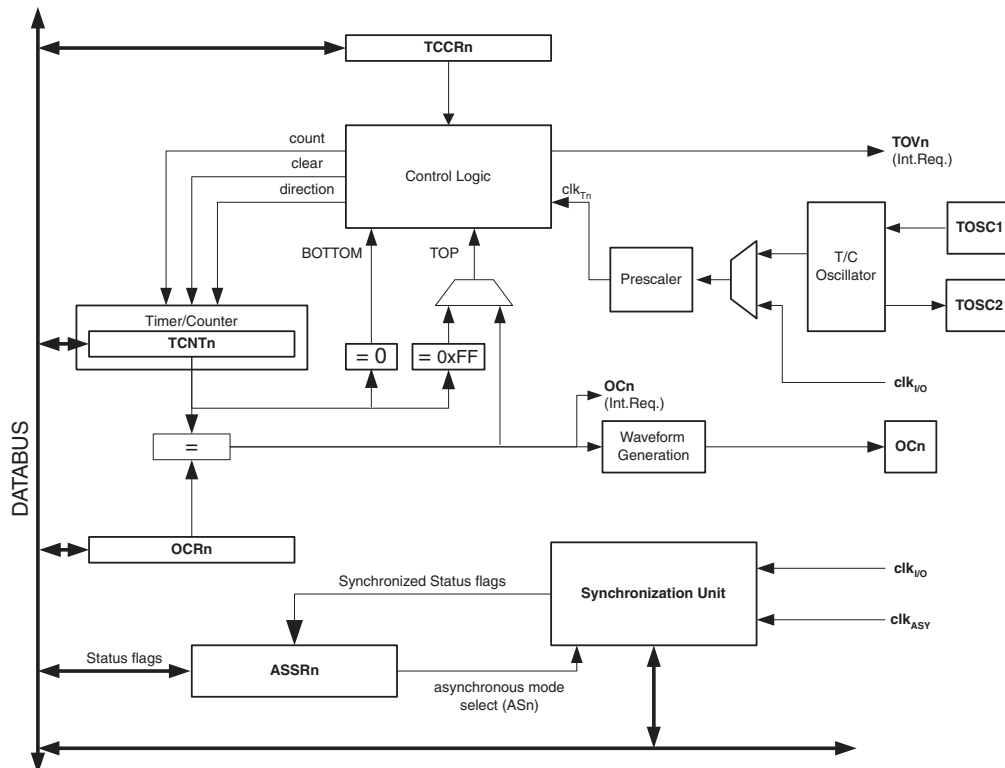 TCCRn
count
clear
direction
Control Logic
TOVn
(Int.Req.)
clkTn
BOTTOM
TOP
Prescaler
T/C
Oscillator
TOSC1
TOSC2
Timer/Counter
TCNTn
= 0
= 0xFF
clkI/O
OCn
(Int.Req.)
=
Waveform
Generation
OCn
DATABUS
OCRn
Synchronized Status flags
Synchronization Unit
clkI/O
clkASY
Status flags
ASSRn
asynchronous mode
select (ASn)